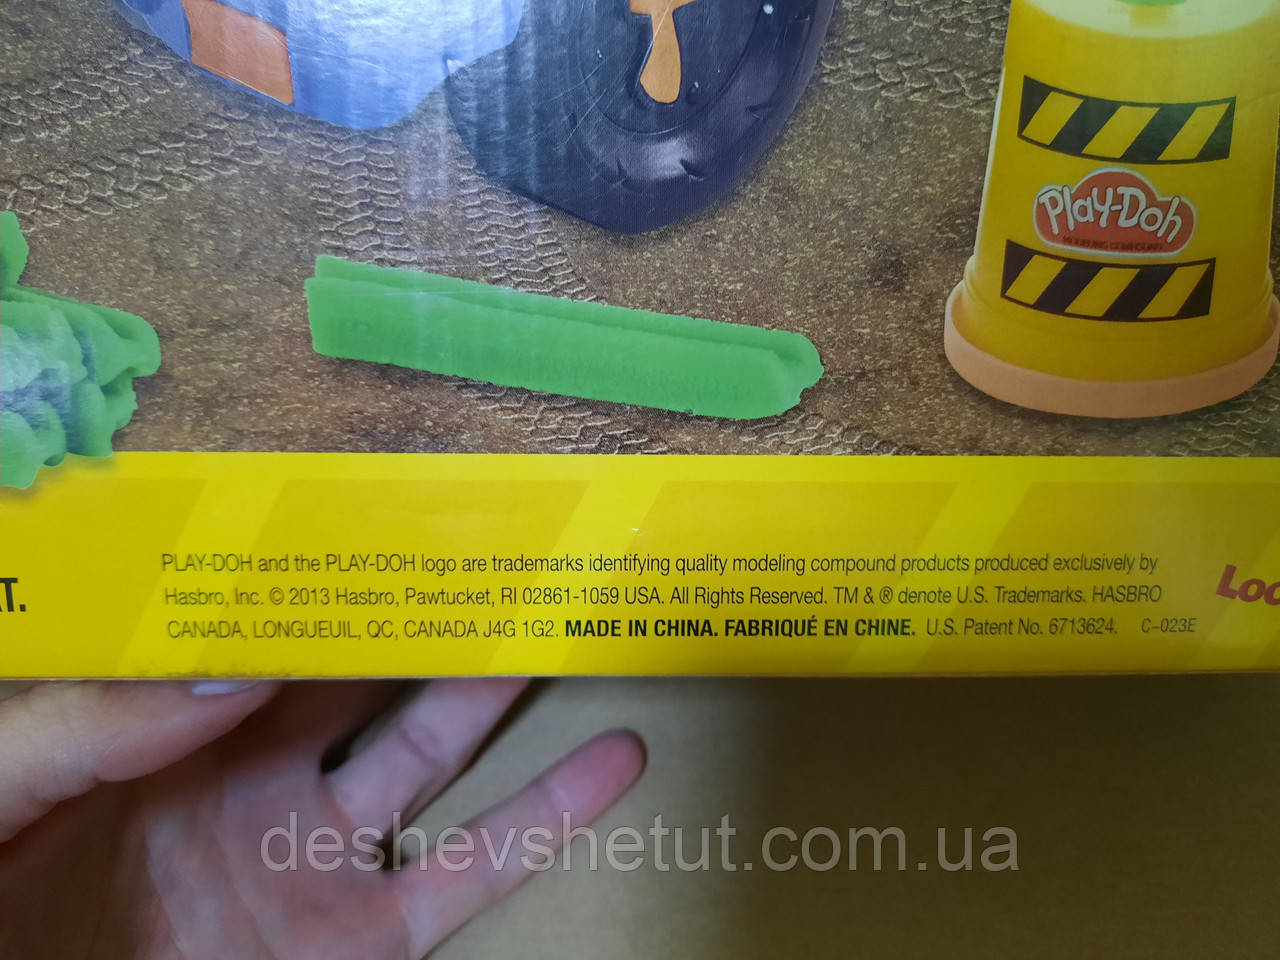 Play-Doh
MODELING COMPOUND
PLAY-DOH and the PLAY-DOH logo are trademarks identifying quality modeling compound products produced exclusively by
Hasbro, Inc. © 2013 Hasbro, Pawtucket, RI 02861-1059 USA. All Rights Reserved. TM & ® denote U.S. Trademarks. HASBRO
CANADA, LONGUEUIL, QC, CANADA J4G 1G2. MADE IN CHINA. FABRIQUÉ EN CHINE. U.S. Patent No. 6713624. C-023E
deshevshetut.com.ua